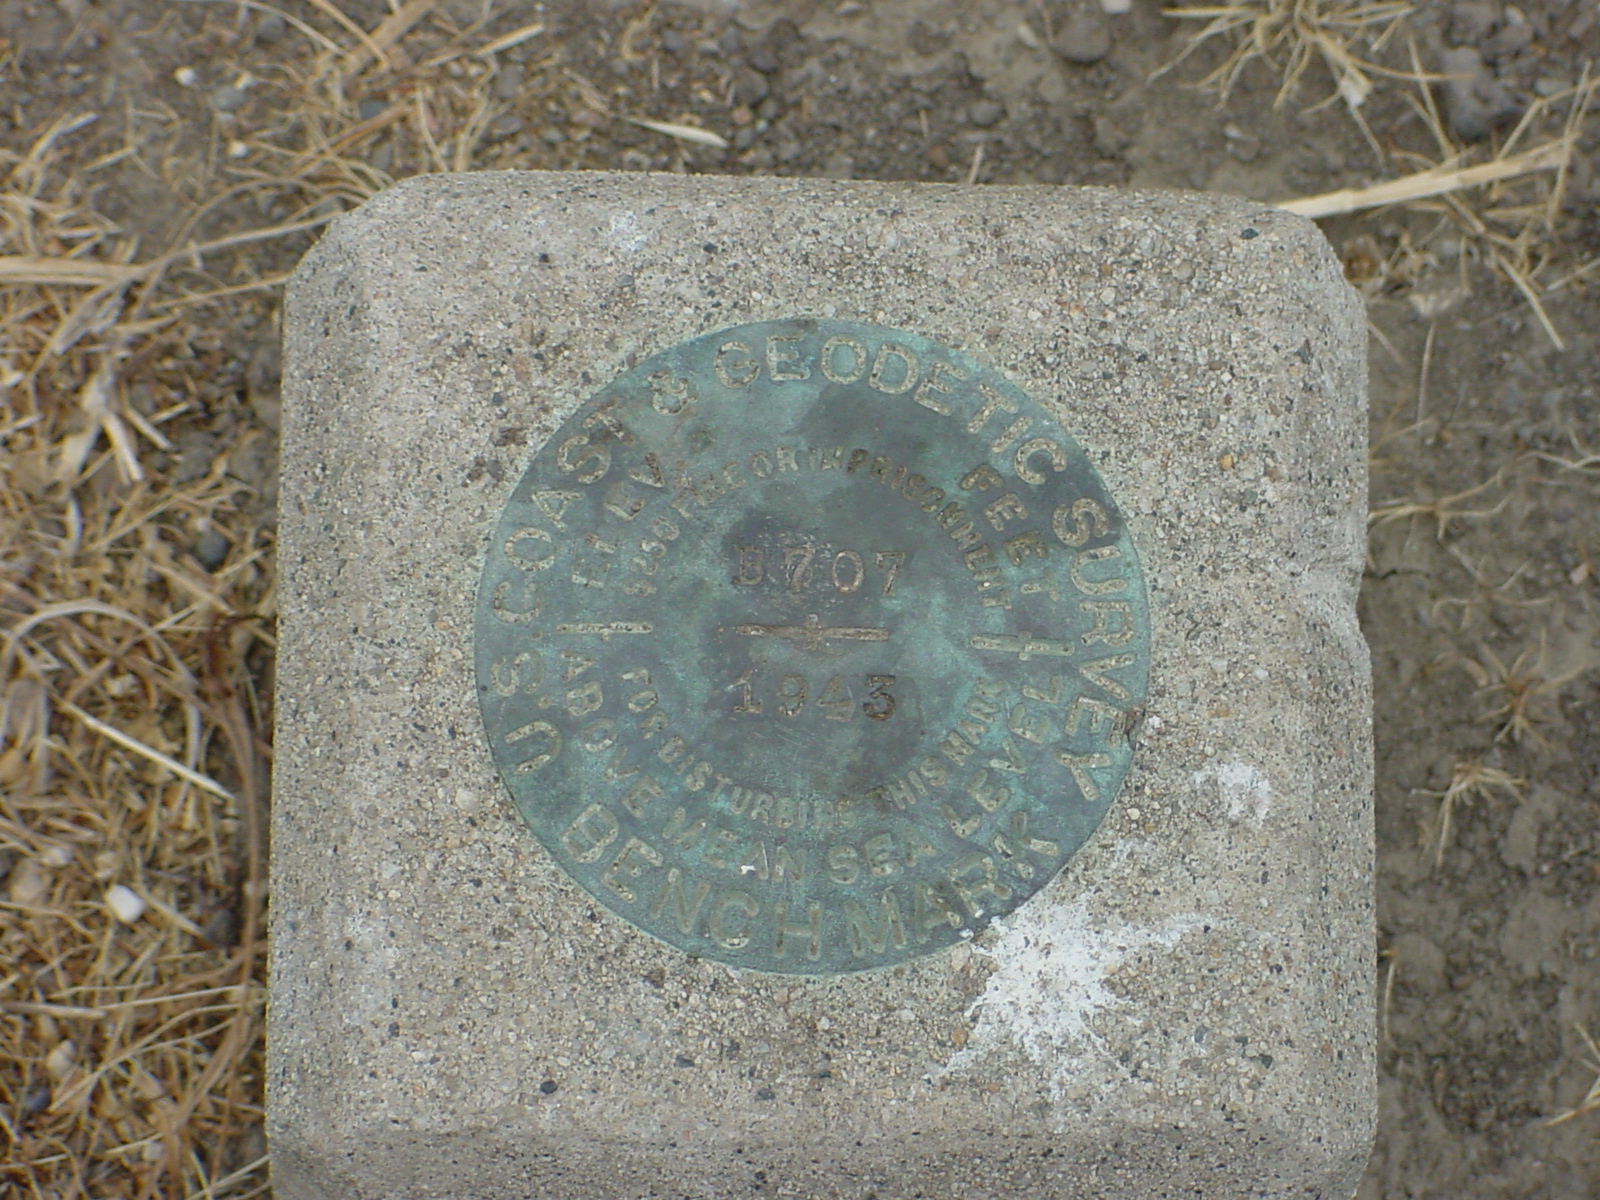 U.S. COAST & GEODETIC SURVEY
ELEV. FEET
$250 FINE OR IMPRISONMENT
B 707
1943
FOR DISTURBING THIS MARK
ABOVE MEAN SEA LEVEL
BENCH MARK